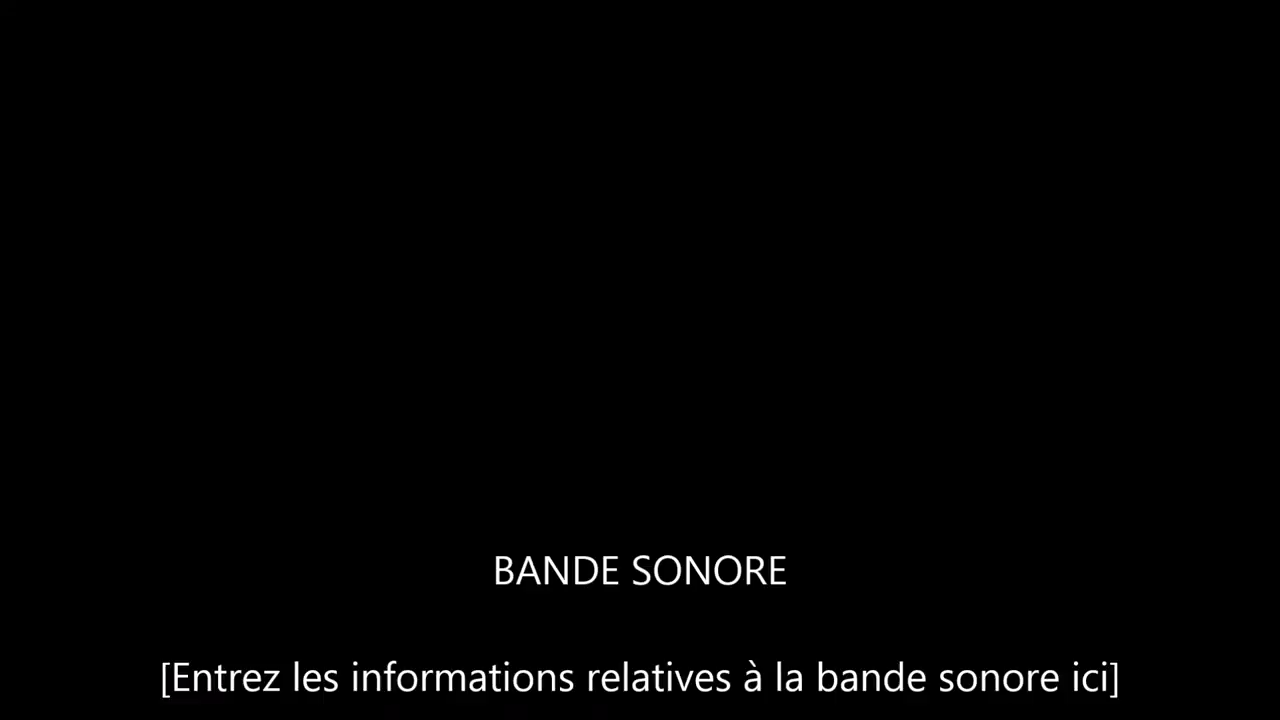 BANDE SONORE
[Entrez les informations relatives à la bande sonore ici]